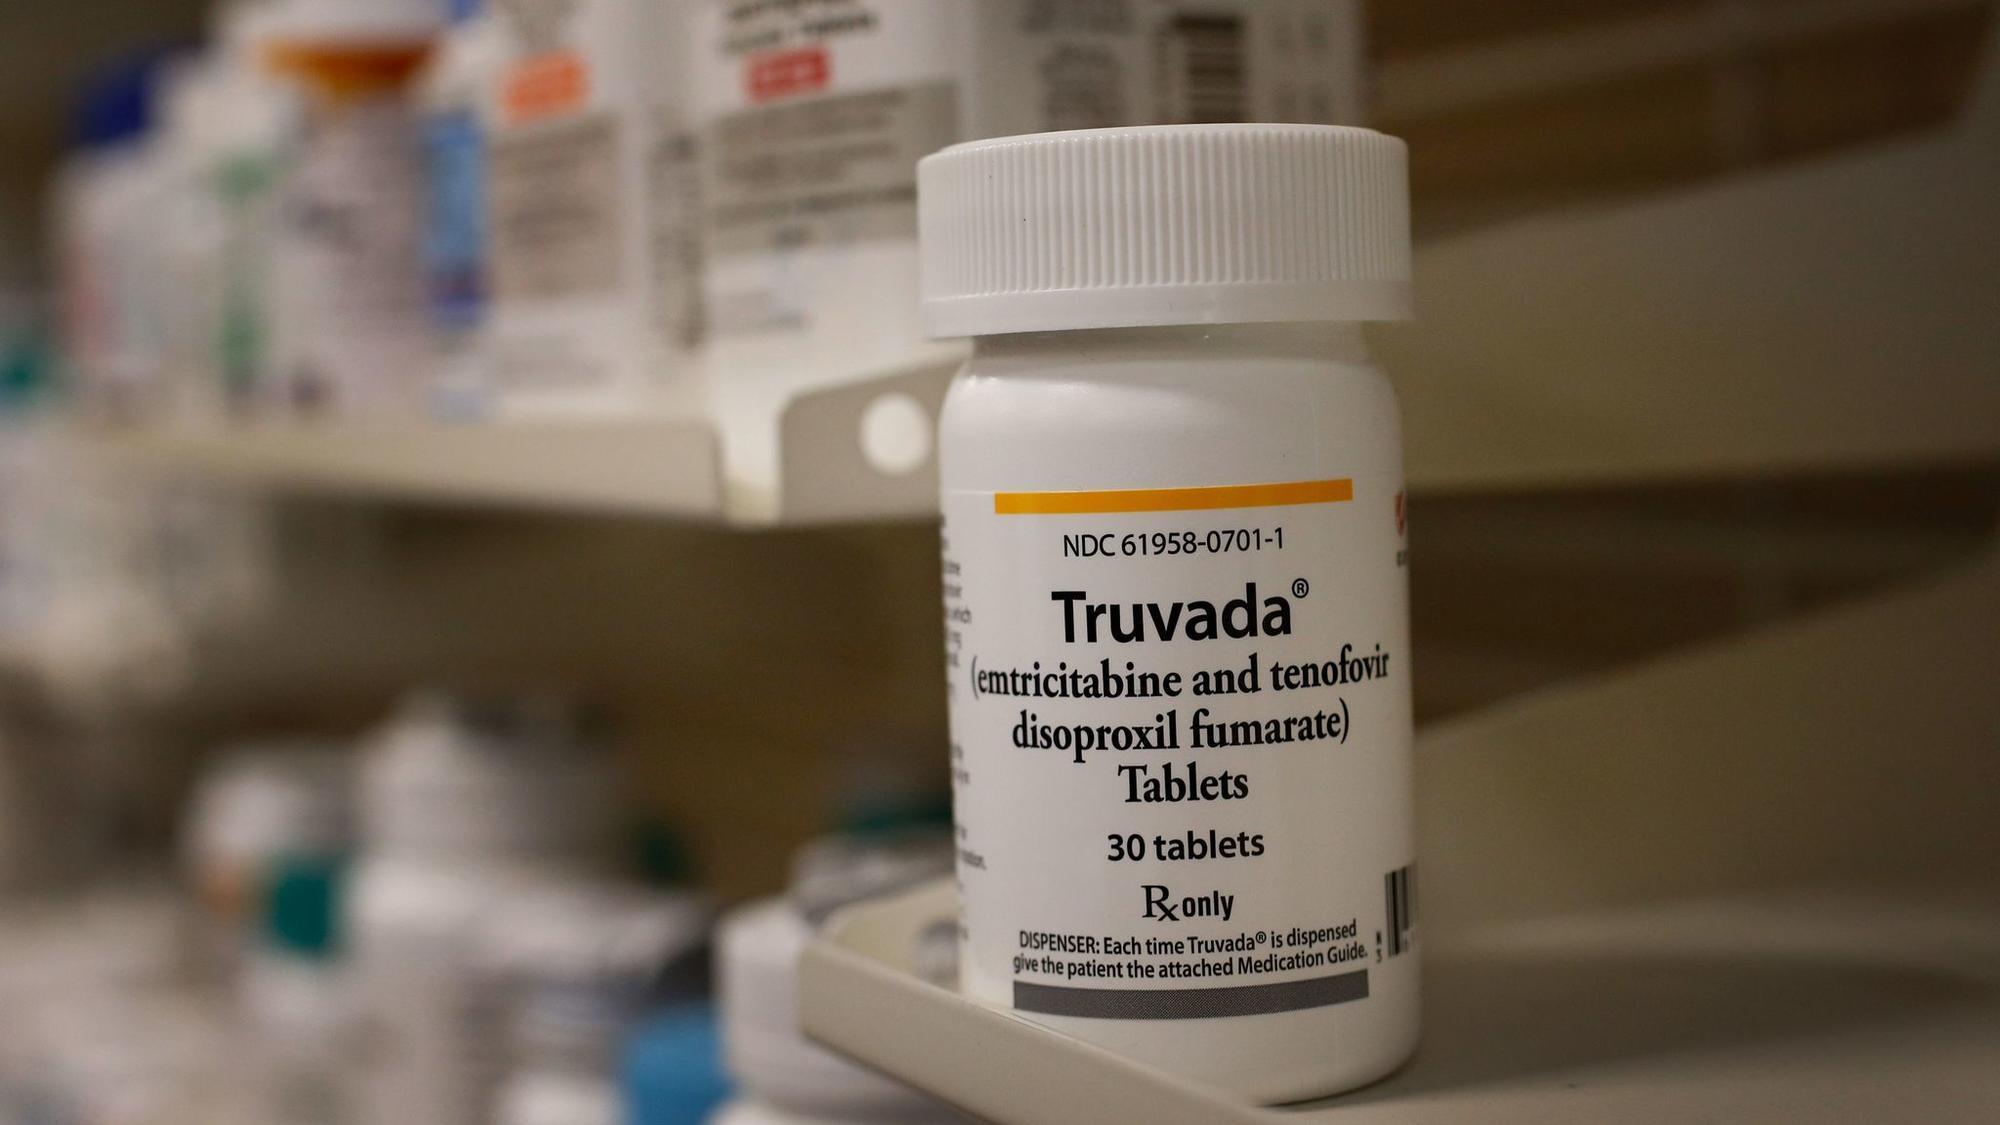 NDC 61958-0701-1
Truvada®
(emtricitabine and tenofovir
disoproxil fumarate)
Tablets
30 tablets
Rx only
DISPENSER: Each time Truvada® is dispensed
give the patient the attached Medication Guide.